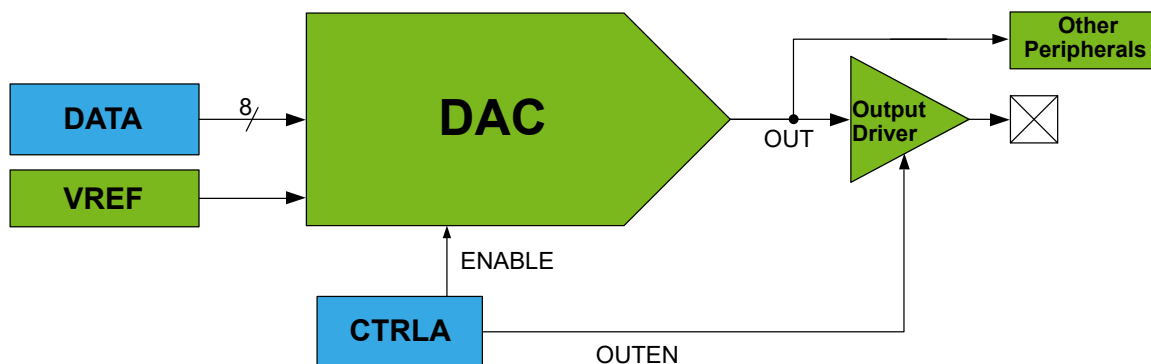 Other
Peripherals
DATA
8
DAC
Output
Driver
OUT
VREF
ENABLE
CTRLA
OUTEN